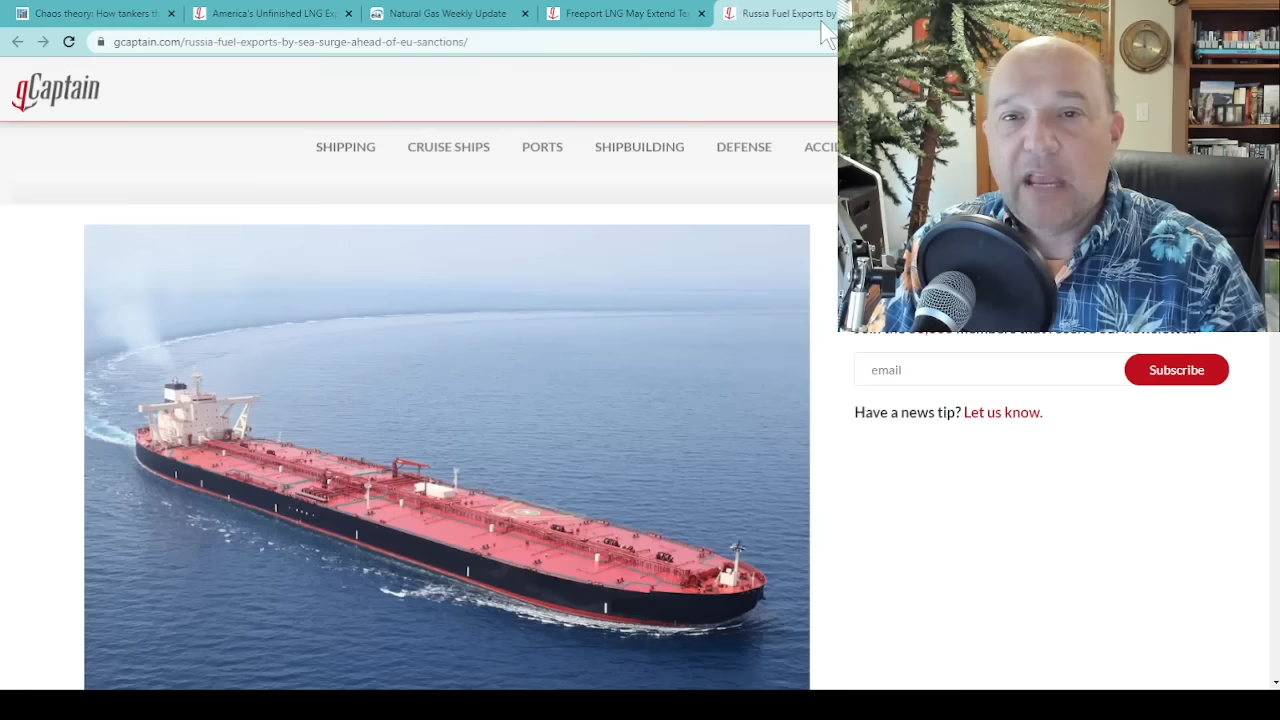 Chaos theory: How tankers th
America's Unfinished LNG Ex
Natural Gas Weekly Update
Freeport LNG May Extend Te
Russia Fuel Exports by
gcaptain.com/russia-fuel-exports-by-sea-surge-ahead-of-eu-sanctions/
gCaptain
SHIPPING
CRUISE SHIPS
PORTS
SHIPBUILDING
DEFENSE
ACCID
email
Subscribe
Have a news tip? Let us know.